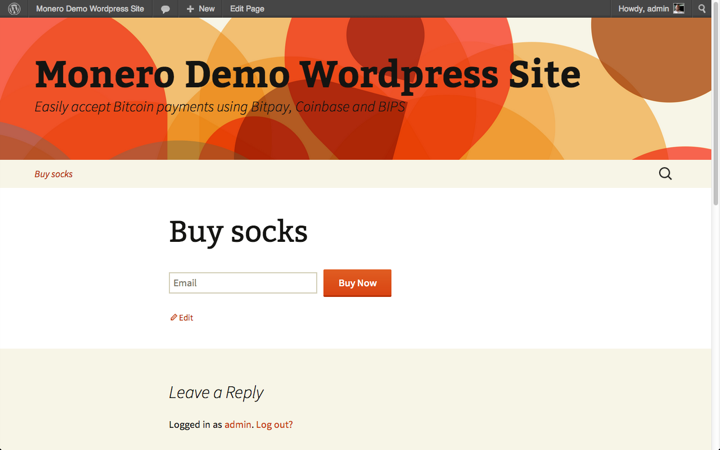 Monero Demo Wordpress Site New Edit Page Howdy, admin
Monero Demo Wordpress Site
Easily accept Bitcoin payments using Bitpay, Coinbase and BIPS
Buy socks
Buy socks
Email Buy Now
Edit
Leave a Reply
Logged in as admin. Log out?